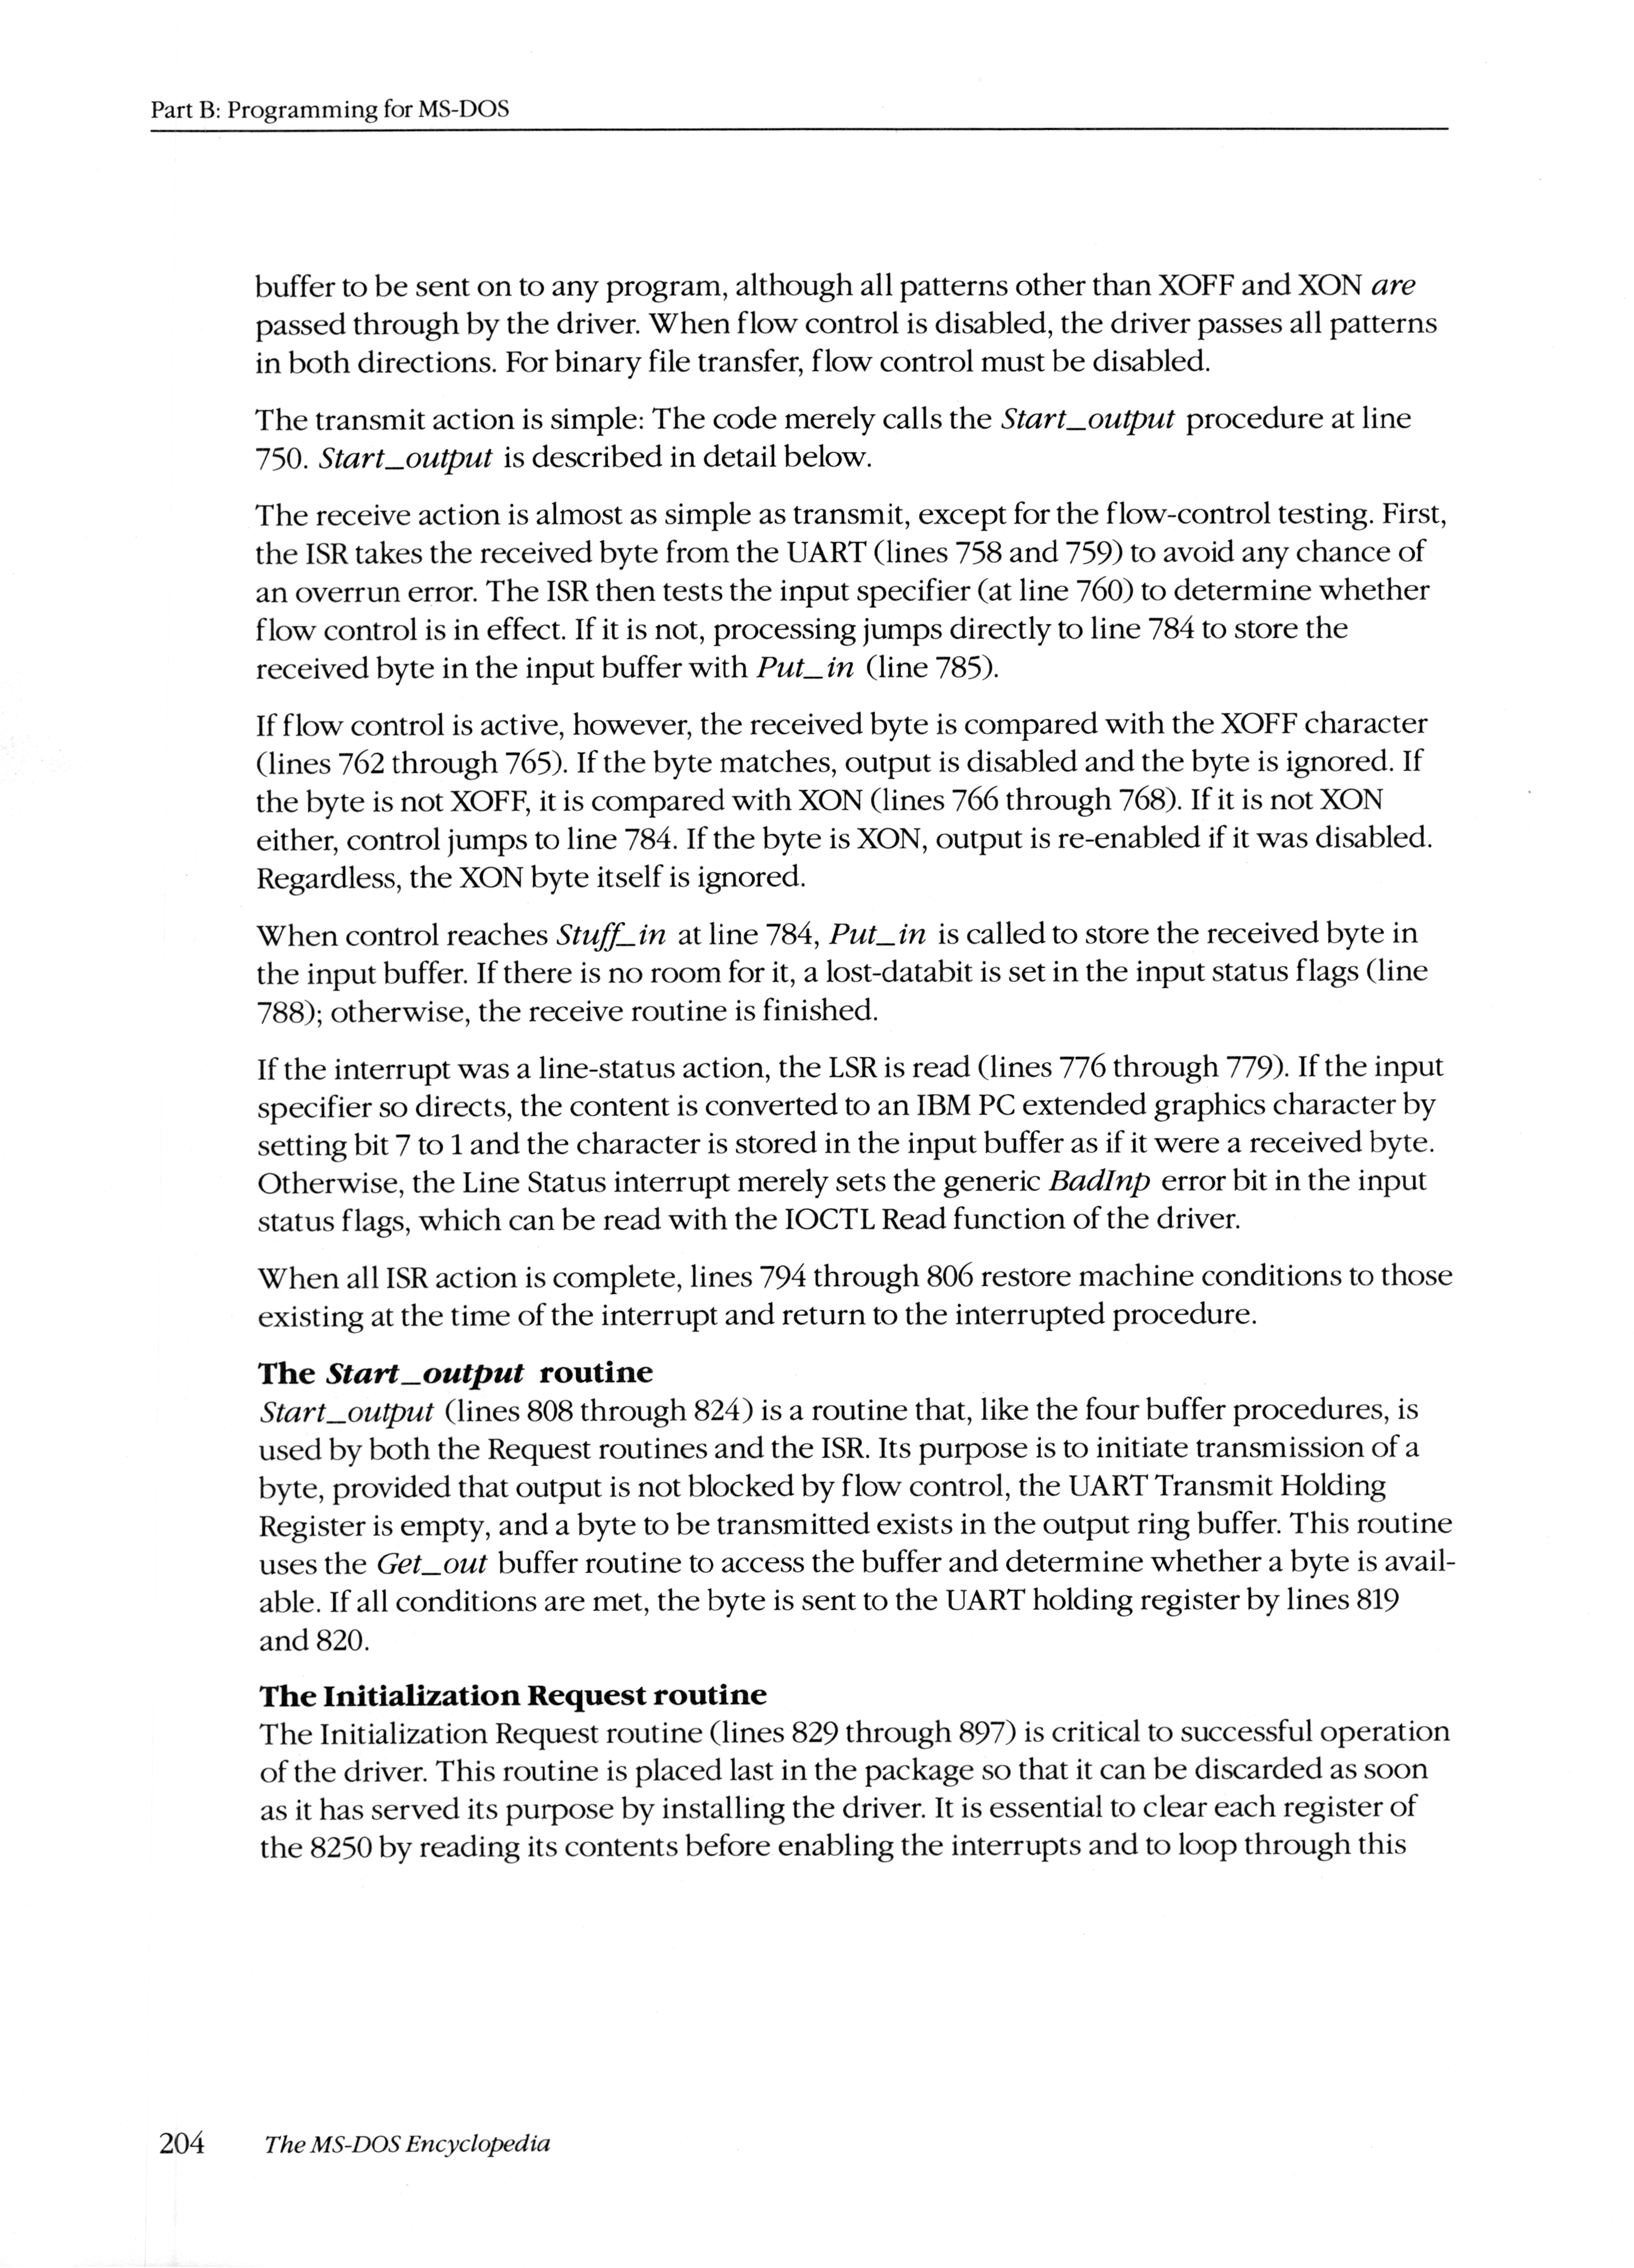 Part B: Programming for MS-DOS
buffer to be sent on to any program, although all patterns other than XOFF and XON are
passed through by the driver. When flow control is disabled, the driver passes all patterns
in both directions. For binary file transfer, flow control must be disabled.
The transmit action is simple: The code merely calls the Start_output procedure at line
750. Start_output is described in detail below.
The receive action is almost as simple as transmit, except for the flow-control testing. First,
the ISR takes the received byte from the UART (lines 758 and 759) to avoid any chance of
an overrun error. The ISR then tests the input specifier (at line 760) to determine whether
flow control is in effect. If it is not, processing jumps directly to line 784 to store the
received byte in the input buffer with Put_in (line 785).
If flow control is active, however, the received byte is compared with the XOFF character
(lines 762 through 765). If the byte matches, output is disabled and the byte is ignored. If
the byte is not XOFF, it is compared with XON (lines 766 through 768). If it is not XON
either, control jumps to line 784. If the byte is XON, output is re-enabled if it was disabled.
Regardless, the XON byte itself is ignored.
When control reaches Stuff_in at line 784, Put_in is called to store the received byte in
the input buffer. If there is no room for it, a lost-databit is set in the input status flags (line
788); otherwise, the receive routine is finished.
If the interrupt was a line-status action, the LSR is read (lines 776 through 779). If the input
specifier so directs, the content is converted to an IBM PC extended graphics character by
setting bit 7 to 1 and the character is stored in the input buffer as if it were a received byte.
Otherwise, the Line Status interrupt merely sets the generic BadInp error bit in the input
status flags, which can be read with the IOCTL Read function of the driver.
When all ISR action is complete, lines 794 through 806 restore machine conditions to those
existing at the time of the interrupt and return to the interrupted procedure.
The Start_output routine
Start_output (lines 808 through 824) is a routine that, like the four buffer procedures, is
used by both the Request routines and the ISR. Its purpose is to initiate transmission of a
byte, provided that output is not blocked by flow control, the UART Transmit Holding
Register is empty, and a byte to be transmitted exists in the output ring buffer. This routine
uses the Get_out buffer routine to access the buffer and determine whether a byte is avail-
able. If all conditions are met, the byte is sent to the UART holding register by lines 819
and 820.
The Initialization Request routine
The Initialization Request routine (lines 829 through 897) is critical to successful operation
of the driver. This routine is placed last in the package so that it can be discarded as soon
as it has served its purpose by installing the driver. It is essential to clear each register of
the 8250 by reading its contents before enabling the interrupts and to loop through this
204 The MS-DOS Encyclopedia